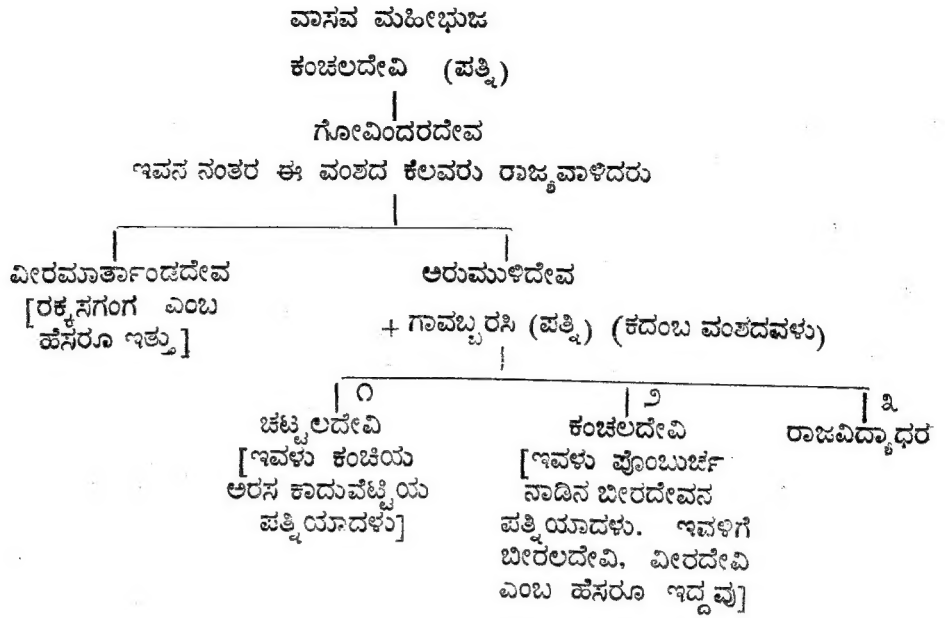 ವಾಸವ ಮಹೀಭುಜ
ಕಂಚಲದೇವಿ (ಪತ್ನಿ)
ಗೋವಿಂದರದೇವ
ಇವನ ನಂತರ ಈ ವಂಶದ ಕೆಲವರು ರಾಜ್ಯವಾಳಿದರು
ವೀರಮಾರ್ತಾಂಡದೇವ
[ರಕ್ಕಸಗಂಗ ಎಂಬ
ಹೆಸರೂ ಇತ್ತು]
ಅರುಮುಳಿದೇವ
+ ಗಾವಬ್ಬರಸಿ (ಪತ್ನಿ) (ಕದಂಬ ವಂಶದವಳು)
೧
ಚಟ್ಟಲದೇವಿ
[ಇವಳು ಕಂಚಿಯ
ಅರಸ ಕಾದುವೆಟ್ಟಿಯ
ಪತ್ನಿಯಾದಳು]
೨
ಕಂಚಲದೇವಿ
[ಇವಳು ಪೊಂಬುರ್ಚ
ನಾಡಿನ ಬೀರದೇವನ
ಪತ್ನಿಯಾದಳು. ಇವಳಿಗೆ
ಬೀರಲದೇವಿ, ವೀರದೇವಿ
ಎಂಬ ಹೆಸರೂ ಇದ್ದವು]
೩
ರಾಜವಿದ್ಯಾಧರ